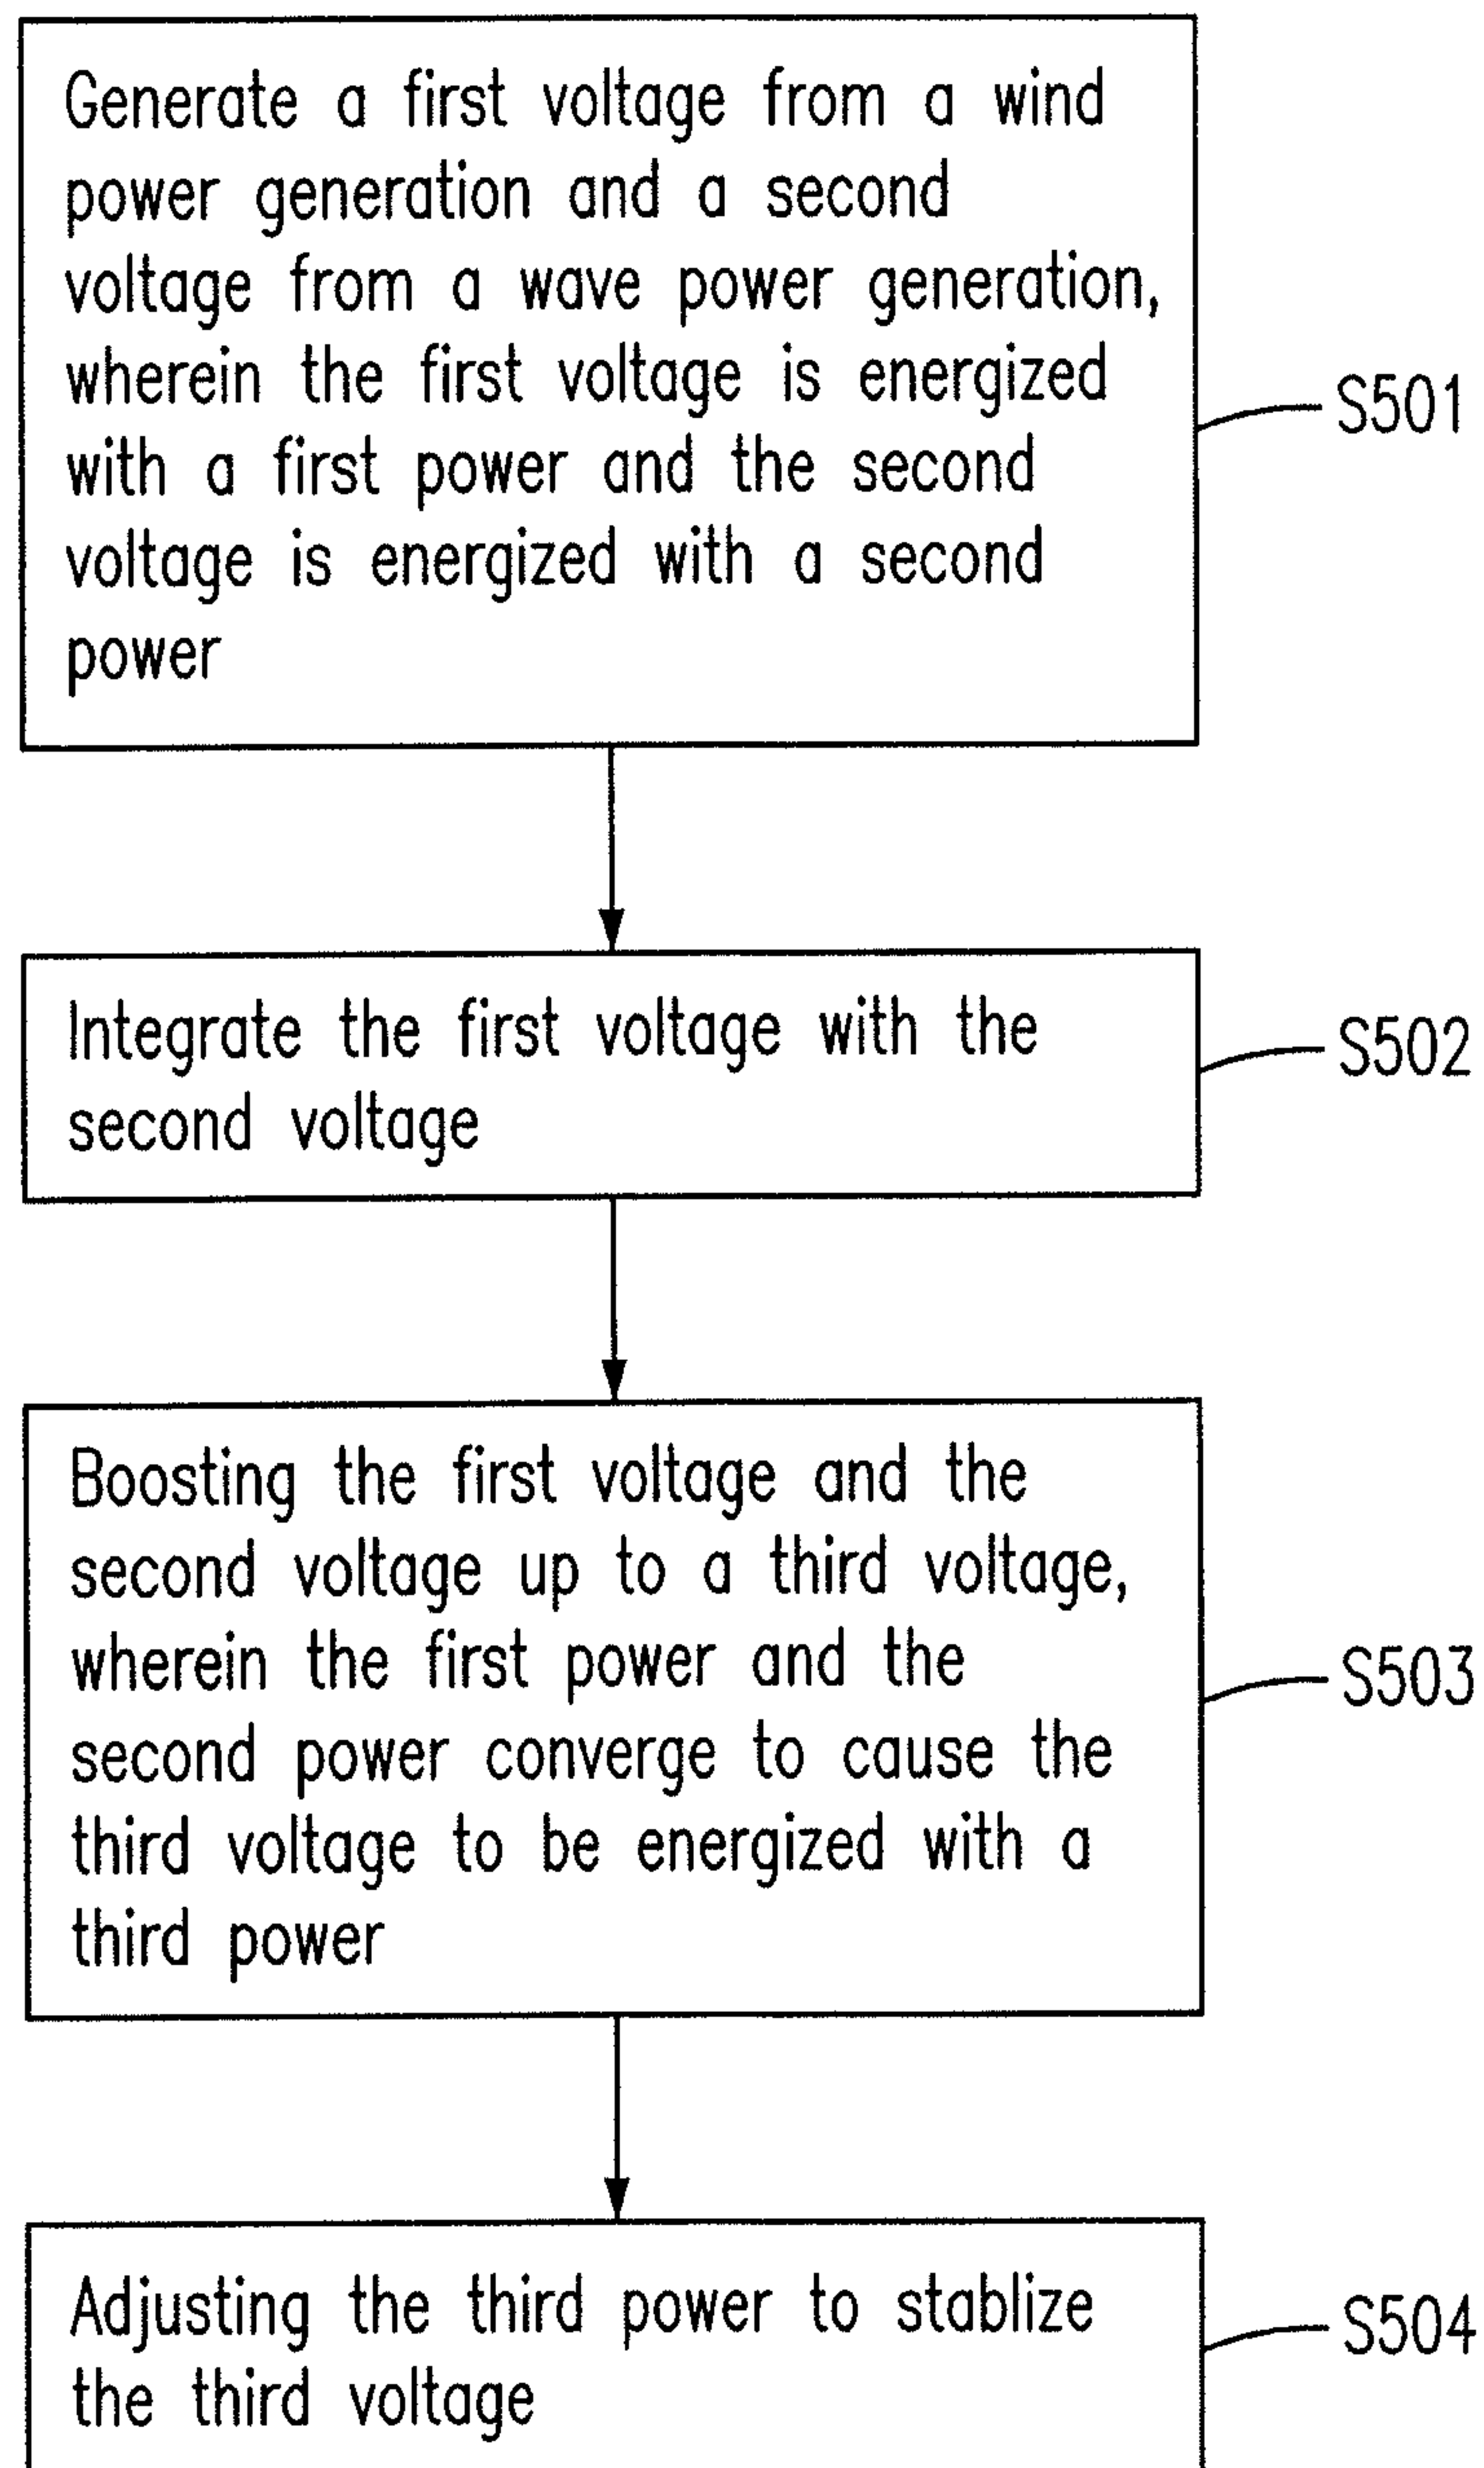 Generate a first voltage from a wind
power generation and a second
voltage from a wave power generation,
wherein the first voltage is energized
with a first power and the second
voltage is energized with a second
power
S501
Integrate the first voltage with the
second voltage
S502
Boosting the first voltage and the
second voltage up to a third voltage,
wherein the first power and the
second power converge to cause the
third voltage to be energized with a
third power
S503
Adjusting the third power to stablize
the third voltage
S504